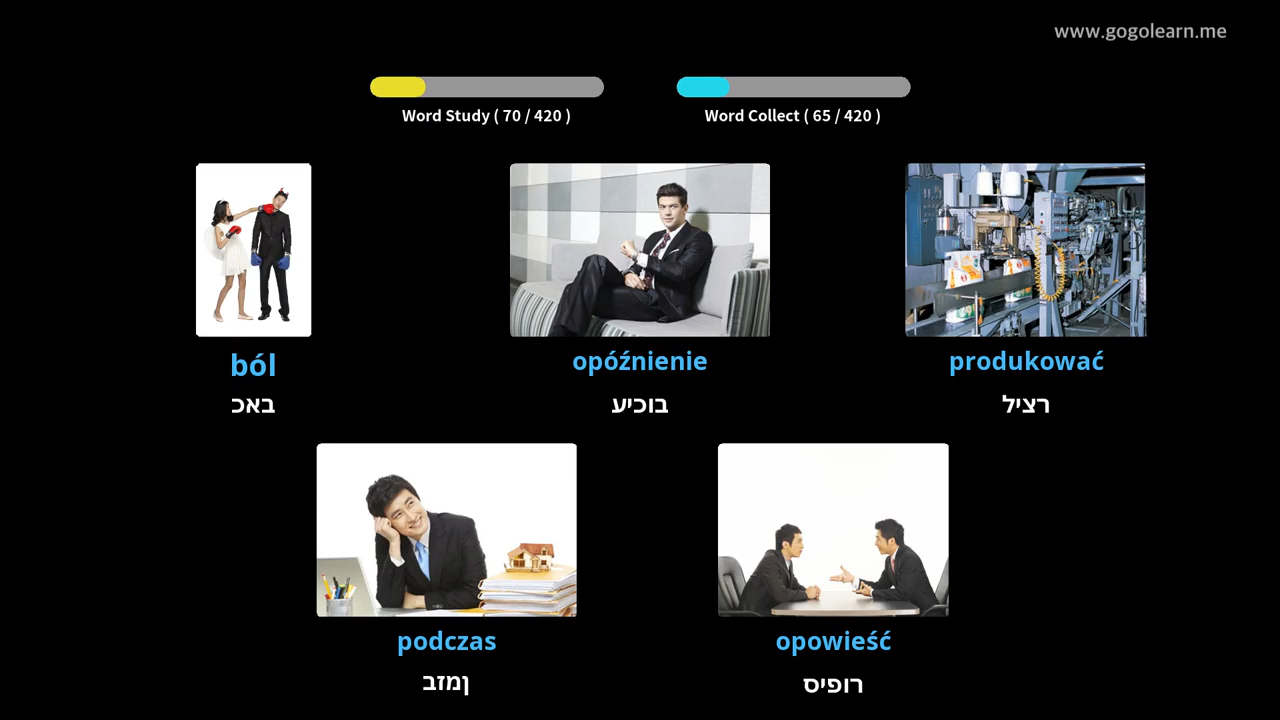 www.gogolearn.me
Word Study ( 70 / 420 )
Word Collect ( 65 / 420 )
ból
באכ
opóźnienie
בוכיע
produkować
רציל
podczas
ןמזב
opowieść
רופיס